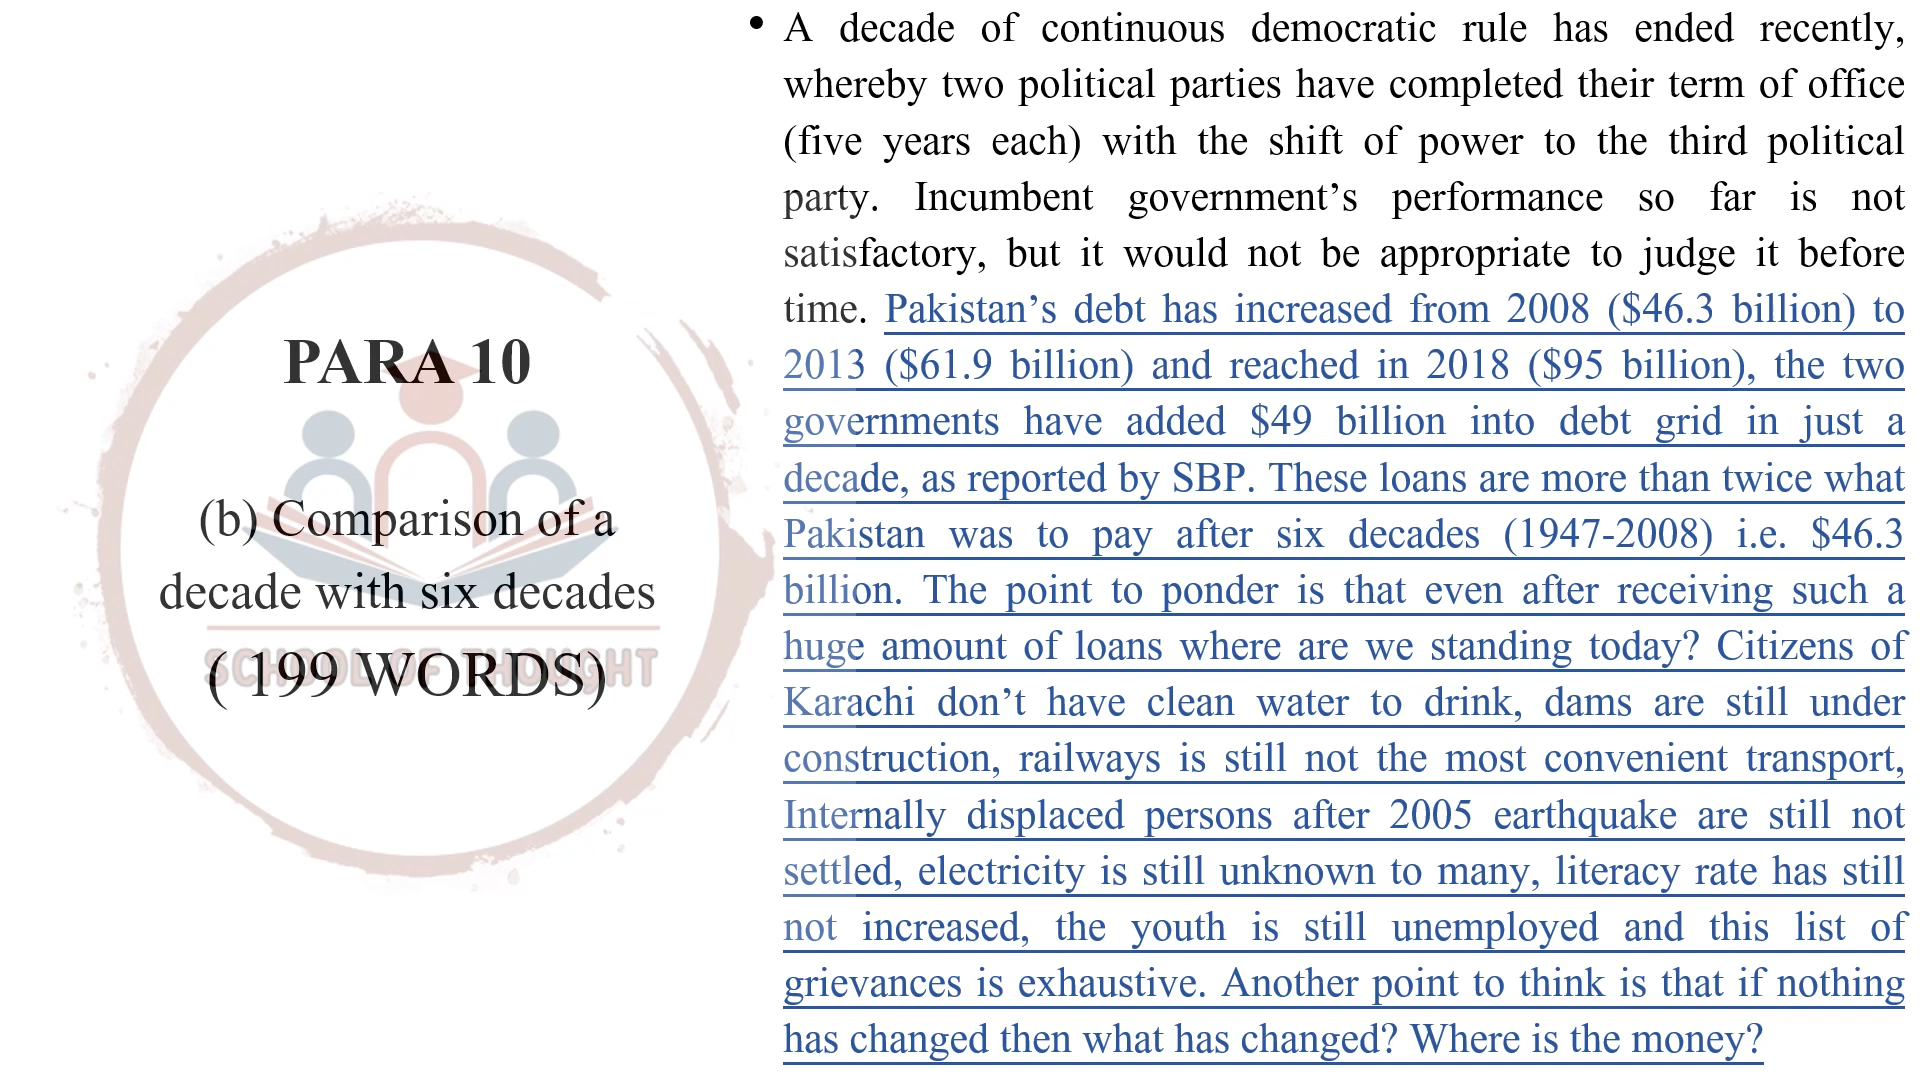 PARA 10
(b) Comparison of a
decade with six decades
( 199 WORDS)
SCHOOL OF THOUGHT
• A decade of continuous democratic rule has ended recently,
whereby two political parties have completed their term of office
(five years each) with the shift of power to the third political
party. Incumbent government’s performance so far is not
satisfactory, but it would not be appropriate to judge it before
time. Pakistan’s debt has increased from 2008 ($46.3 billion) to
2013 ($61.9 billion) and reached in 2018 ($95 billion), the two
governments have added $49 billion into debt grid in just a
decade, as reported by SBP. These loans are more than twice what
Pakistan was to pay after six decades (1947-2008) i.e. $46.3
billion. The point to ponder is that even after receiving such a
huge amount of loans where are we standing today? Citizens of
Karachi don’t have clean water to drink, dams are still under
construction, railways is still not the most convenient transport,
Internally displaced persons after 2005 earthquake are still not
settled, electricity is still unknown to many, literacy rate has still
not increased, the youth is still unemployed and this list of
grievances is exhaustive. Another point to think is that if nothing
has changed then what has changed? Where is the money?